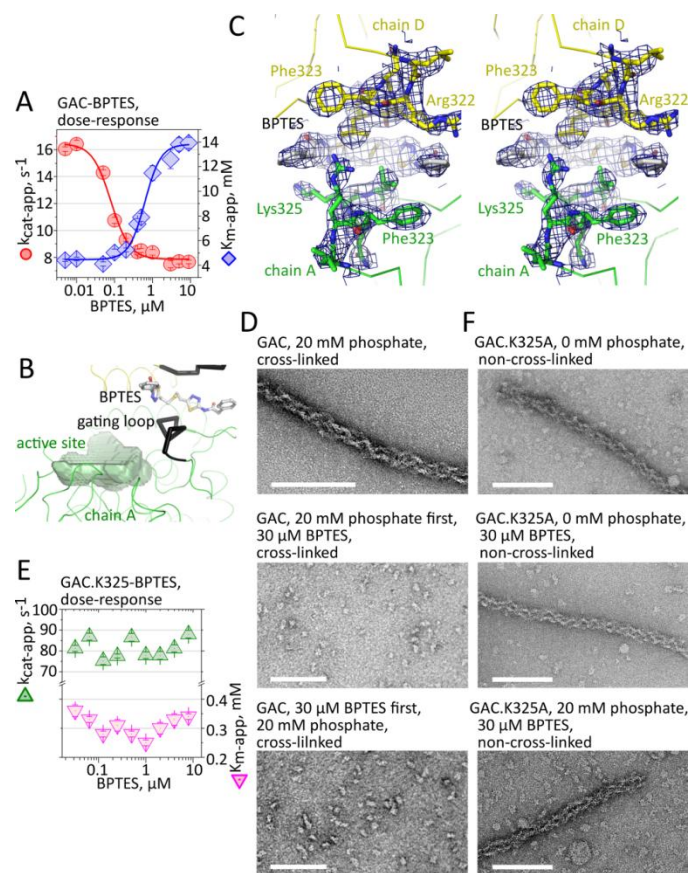 A
GAC-BPTES,
dose-response
kcat-app, s-1
16
14
12
10
8
14
12
10
8
6
4
Km-app, mM
0.01
0.1
1
10
BPTES, µM
B
BPTES
gating loop
active site
chain A
C
chain D
Phe323
Arg322
BPTES
Lys325
Phe323
chain A
chain D
Phe323
Arg322
BPTES
Lys325
Phe323
chain A
D
GAC, 20 mM phosphate,
cross-linked
GAC, 20 mM phosphate first,
30 µM BPTES,
cross-linked
GAC, 30 µM BPTES first,
20 mM phosphate,
cross-lilnked
E
GAC.K325-BPTES,
dose-response
kcat-app, s-1
100
90
80
70
0.4
0.3
0.2
Km-app, mM
0.1
1
10
BPTES, µM
F
GAC.K325A, 0 mM phosphate,
non-cross-linked
GAC.K325A, 0 mM phosphate,
30 µM BPTES,
non-cross-linked
GAC.K325A, 20 mM phosphate,
30 µM BPTES,
non-cross-linked